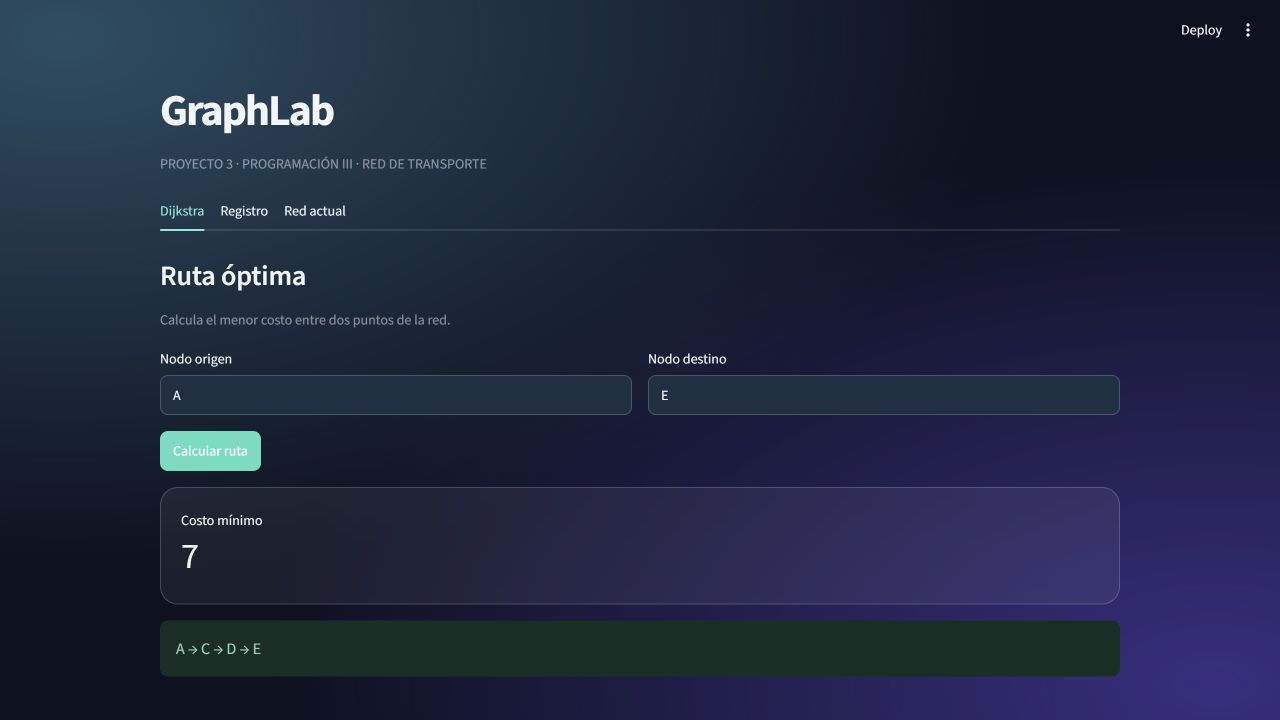 Deploy
GraphLab
PROYECTO 3 · PROGRAMACIÓN III · RED DE TRANSPORTE
Dijkstra Registro Red actual
Ruta óptima
Calcula el menor costo entre dos puntos de la red.
Nodo origen Nodo destino
A E
Calcular ruta
Costo mínimo
7
A → C → D → E